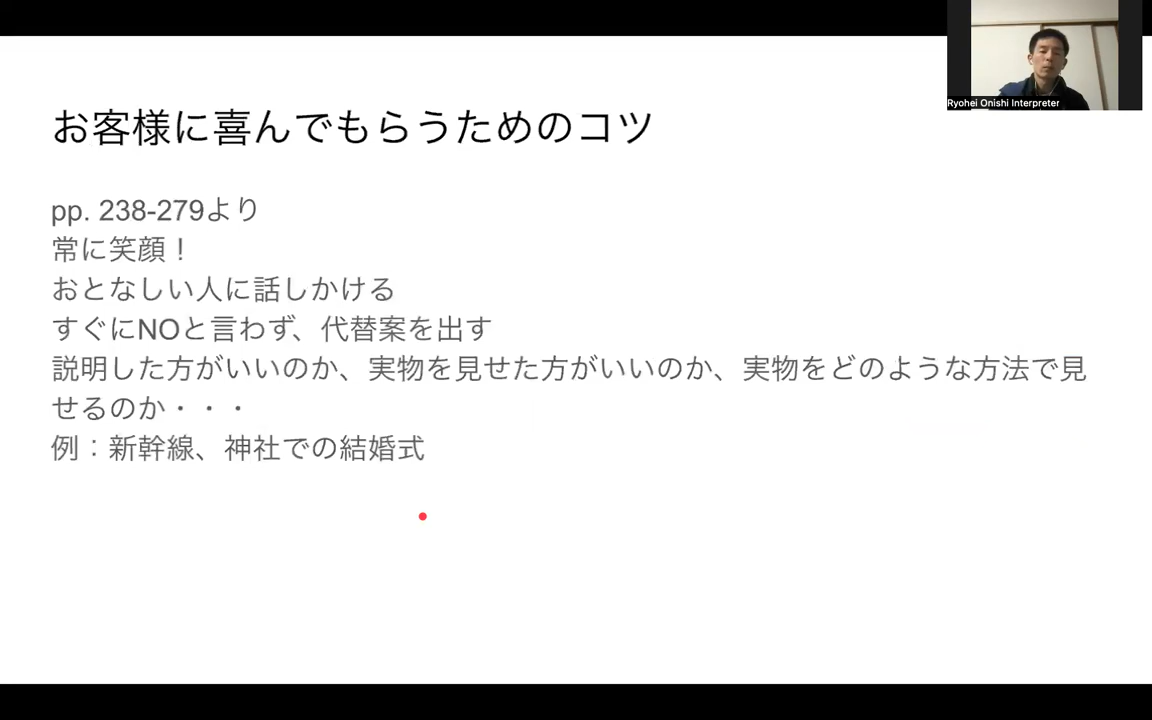 お客様に喜んでもらうためのコツ
pp. 238-279より
常に笑顔！
おとなしい人に話しかける
すぐにNOと言わず、代替案を出す
説明した方がいいのか、実物を見せた方がいいのか、実物をどのような方法で見
せるのか・・・
例：新幹線、神社での結婚式
Ryohei Onishi Interpreter